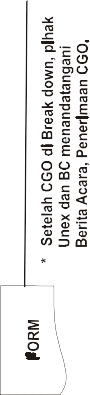 * Setelah CGO di Break down, pihak
Unex dan BC menandatangani
Berita Acara, Penerimaan CGO,
FORM